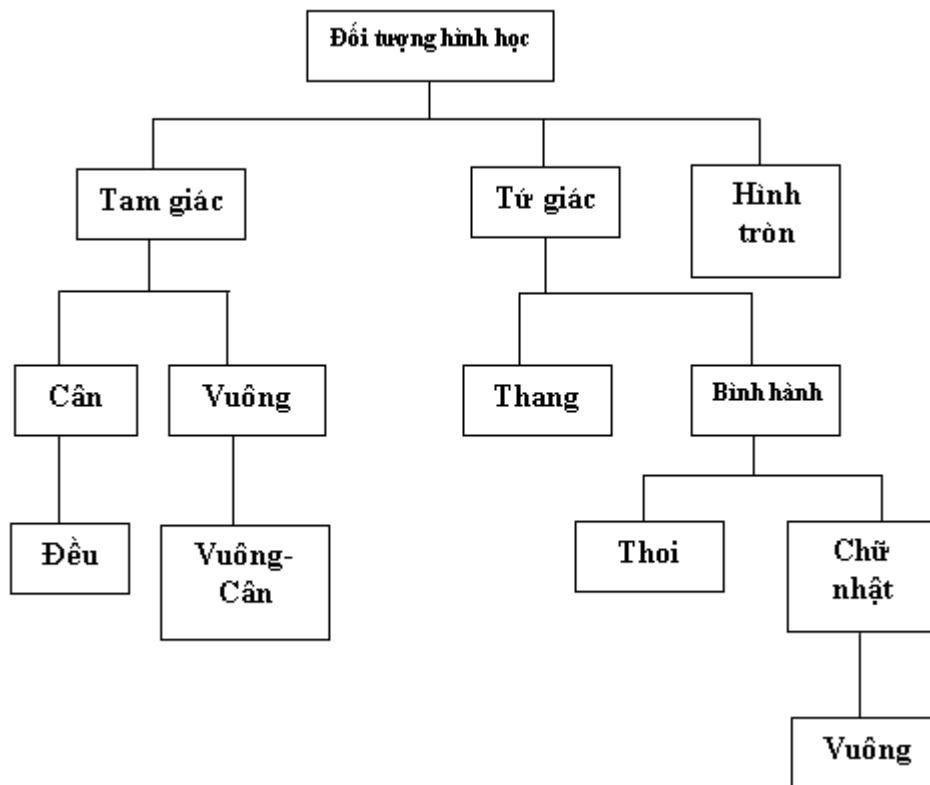 Đối tượng hình học
Tam giác
Tứ giác
Hình
tròn
Cân
Vuông
Thang
Bình hành
Đều
Vuông-
Cân
Thoi
Chữ
nhật
Vuông